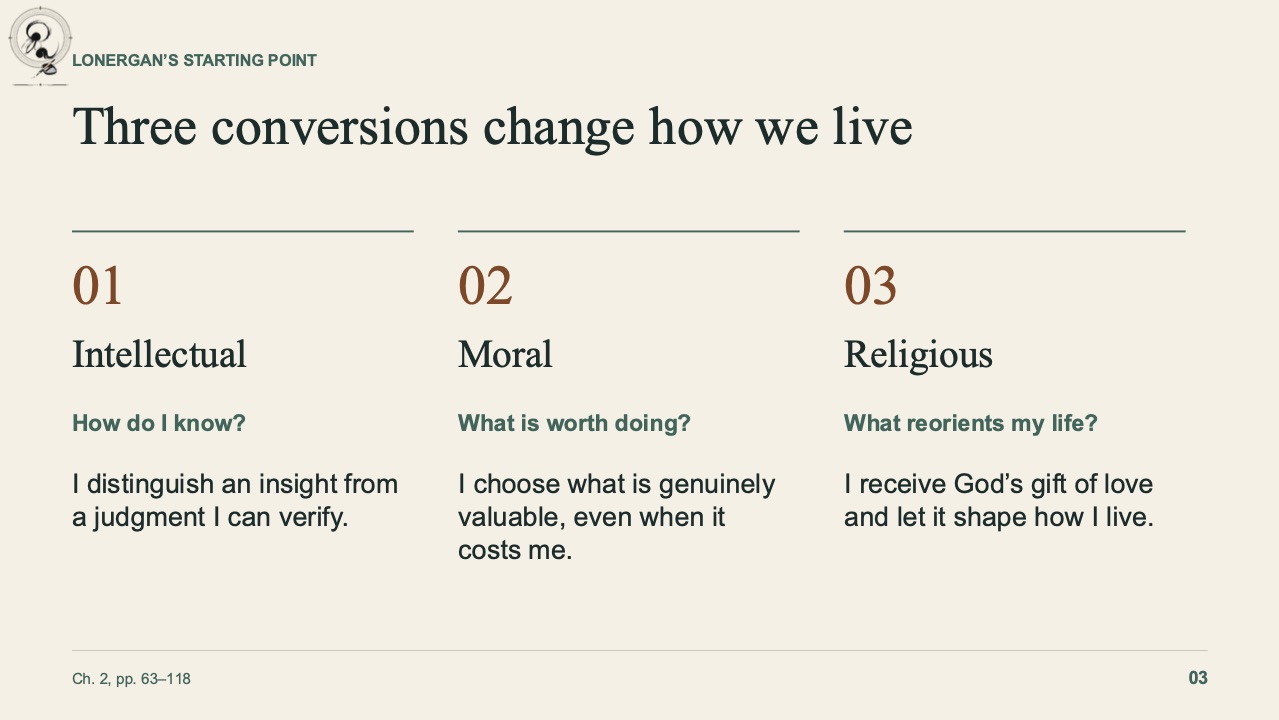 LONERGAN’S STARTING POINT
Three conversions change how we live
01
Intellectual
How do I know?
I distinguish an insight from
a judgment I can verify.
02
Moral
What is worth doing?
I choose what is genuinely
valuable, even when it
costs me.
03
Religious
What reorients my life?
I receive God’s gift of love
and let it shape how I live.
Ch. 2, pp. 63–118
03